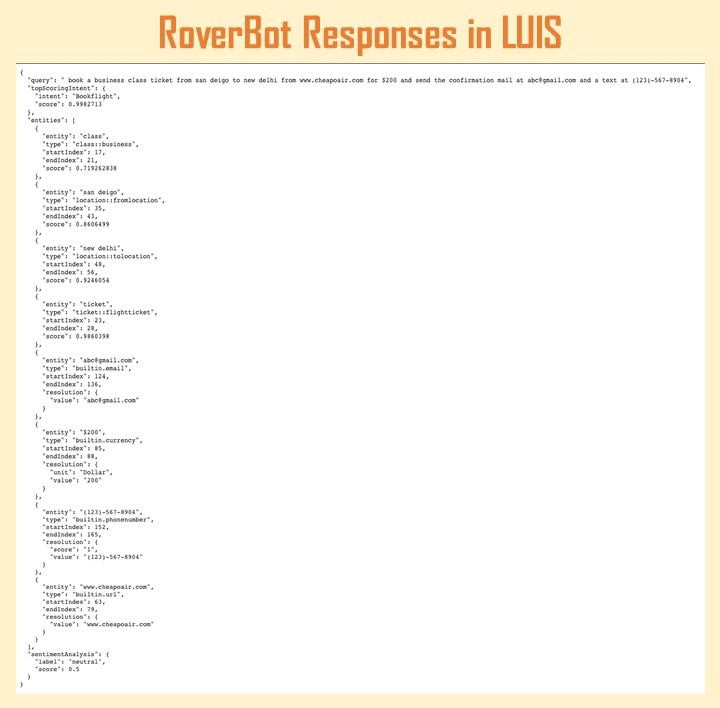 RoverBot Responses in LUIS
{
"query": " book a business class ticket from san deigo to new delhi from www.cheapoair.com for $200 and send the confirmation mail at abc@gmail.com and a text at (123)-567-8904",
"topScoringIntent": {
"intent": "Bookflight",
"score": 0.9982713
},
"entities": [
{
"entity": "class",
"type": "class::business",
"startIndex": 17,
"endIndex": 21,
"score": 0.719262838
},
{
"entity": "san deigo",
"type": "location::fromlocation",
"startIndex": 35,
"endIndex": 43,
"score": 0.8606499
},
{
"entity": "new delhi",
"type": "location::tolocation",
"startIndex": 48,
"endIndex": 56,
"score": 0.9246054
},
{
"entity": "ticket",
"type": "ticket::flightticket",
"startIndex": 23,
"endIndex": 28,
"score": 0.9860398
},
{
"entity": "abc@gmail.com",
"type": "builtin.email",
"startIndex": 124,
"endIndex": 136,
"resolution": {
"value": "abc@gmail.com"
}
},
{
"entity": "$200",
"type": "builtin.currency",
"startIndex": 85,
"endIndex": 88,
"resolution": {
"unit": "Dollar",
"value": "200"
}
},
{
"entity": "(123)-567-8904",
"type": "builtin.phonenumber",
"startIndex": 152,
"endIndex": 165,
"resolution": {
"score": "1",
"value": "(123)-567-8904"
}
},
{
"entity": "www.cheapoair.com",
"type": "builtin.url",
"startIndex": 63,
"endIndex": 79,
"resolution": {
"value": "www.cheapoair.com"
}
}
],
"sentimentAnalysis": {
"label": "neutral",
"score": 0.5
}
}